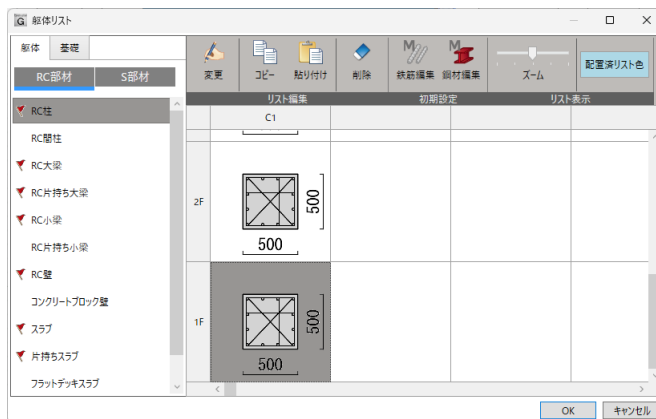 G 躯体リスト
躯体 基礎
RC部材 S部材
変更 コピー 貼り付け 削除 鉄筋編集 鋼材編集 ズーム 配置済リスト色
リスト編集 初期設定 リスト表示
RC柱
RC間柱
RC大梁
RC片持ち大梁
RC小梁
RC片持ち小梁
RC壁
コンクリートブロック壁
スラブ
片持ちスラブ
フラットデッキスラブ
C1
2F
500
500
1F
500
500
OK キャンセル